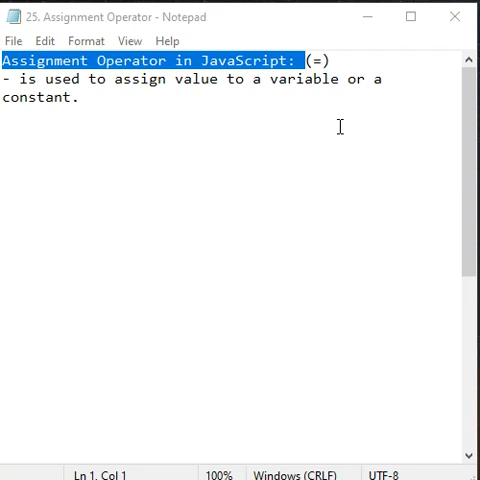 25. Assignment Operator - Notepad
File Edit Format View Help
Assignment Operator in JavaScript: (=)
- is used to assign value to a variable or a
constant.
Ln 1, Col 1 100% Windows (CRLF) UTF-8